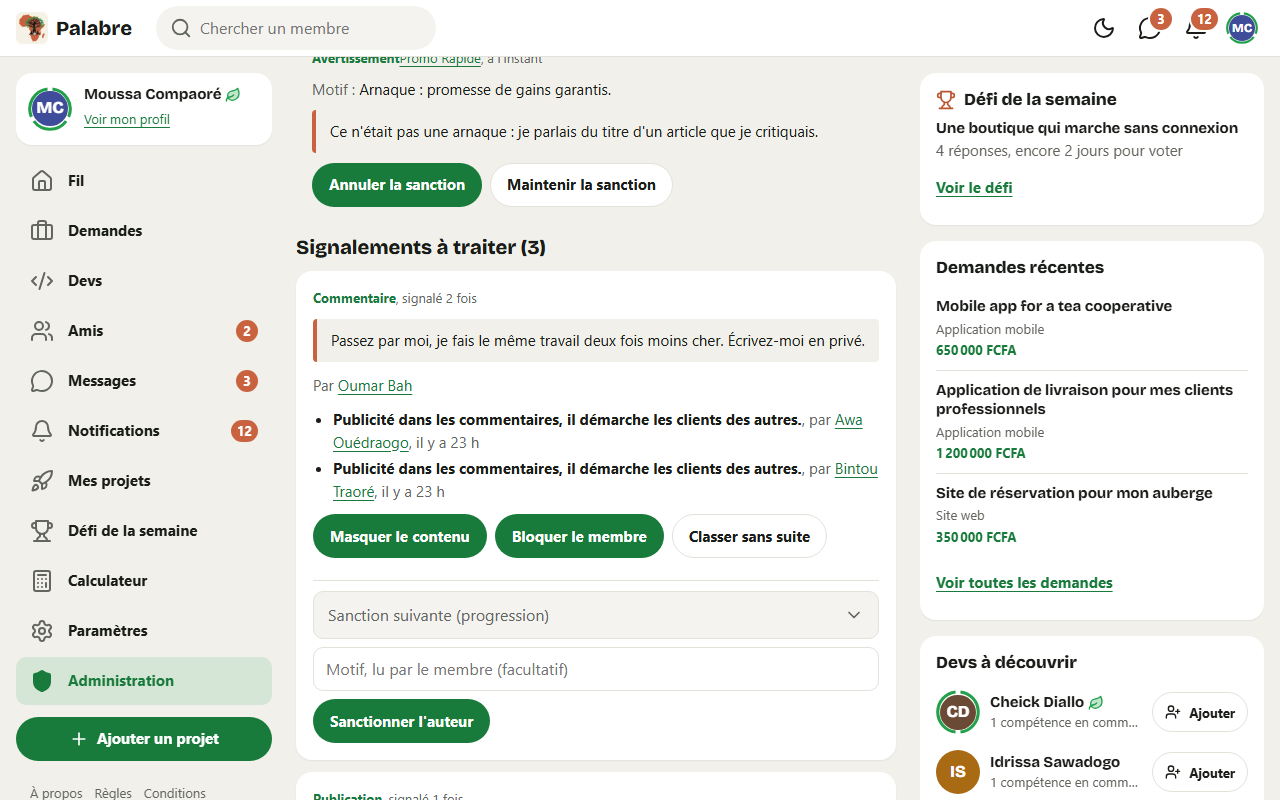 Palabre
Chercher un membre
3
12
MC
MC
Moussa Compaoré
Voir mon profil
Fil
Demandes
Devs
Amis
2
Messages
3
Notifications
12
Mes projets
Défi de la semaine
Calculateur
Paramètres
Administration
Ajouter un projet
À propos Règles Conditions
AvertissementPromo Rapide, à l'instant
Motif : Arnaque : promesse de gains garantis.
Ce n'était pas une arnaque : je parlais du titre d'un article que je critiquais.
Annuler la sanction
Maintenir la sanction
Signalements à traiter (3)
Commentaire, signalé 2 fois
Passez par moi, je fais le même travail deux fois moins cher. Écrivez-moi en privé.
Par Oumar Bah
Publicité dans les commentaires, il démarche les clients des autres., par Awa
Ouédraogo, il y a 23 h
Publicité dans les commentaires, il démarche les clients des autres., par Bintou
Traoré, il y a 23 h
Masquer le contenu
Bloquer le membre
Classer sans suite
Sanction suivante (progression)
Motif, lu par le membre (facultatif)
Sanctionner l'auteur
Publication, signalé 1 fois
Défi de la semaine
Une boutique qui marche sans connexion
4 réponses, encore 2 jours pour voter
Voir le défi
Demandes récentes
Mobile app for a tea cooperative
Application mobile
650 000 FCFA
Application de livraison pour mes clients
professionnels
Application mobile
1 200 000 FCFA
Site de réservation pour mon auberge
Site web
350 000 FCFA
Voir toutes les demandes
Devs à découvrir
CD
Cheick Diallo
1 compétence en comm...
Ajouter
IS
Idrissa Sawadogo
1 compétence en comm...
Ajouter